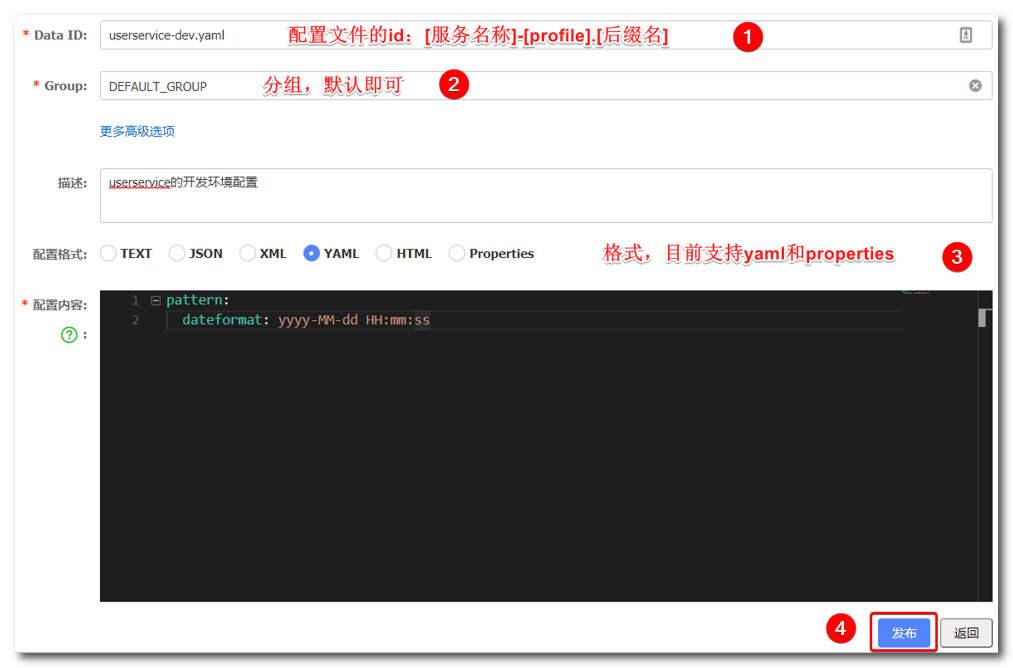 * Data ID: userservice-dev.yaml 配置文件的id：[服务名称]-[profile].[后缀名] 1
* Group: DEFAULT_GROUP 分组，默认即可 2
更多高级选项
描述: userservice的开发环境配置
配置格式: TEXT JSON XML YAML HTML Properties 格式，目前支持yaml和properties 3
* 配置内容: 1 pattern:
? : 2 dateformat: yyyy-MM-dd HH:mm:ss
4 发布 返回